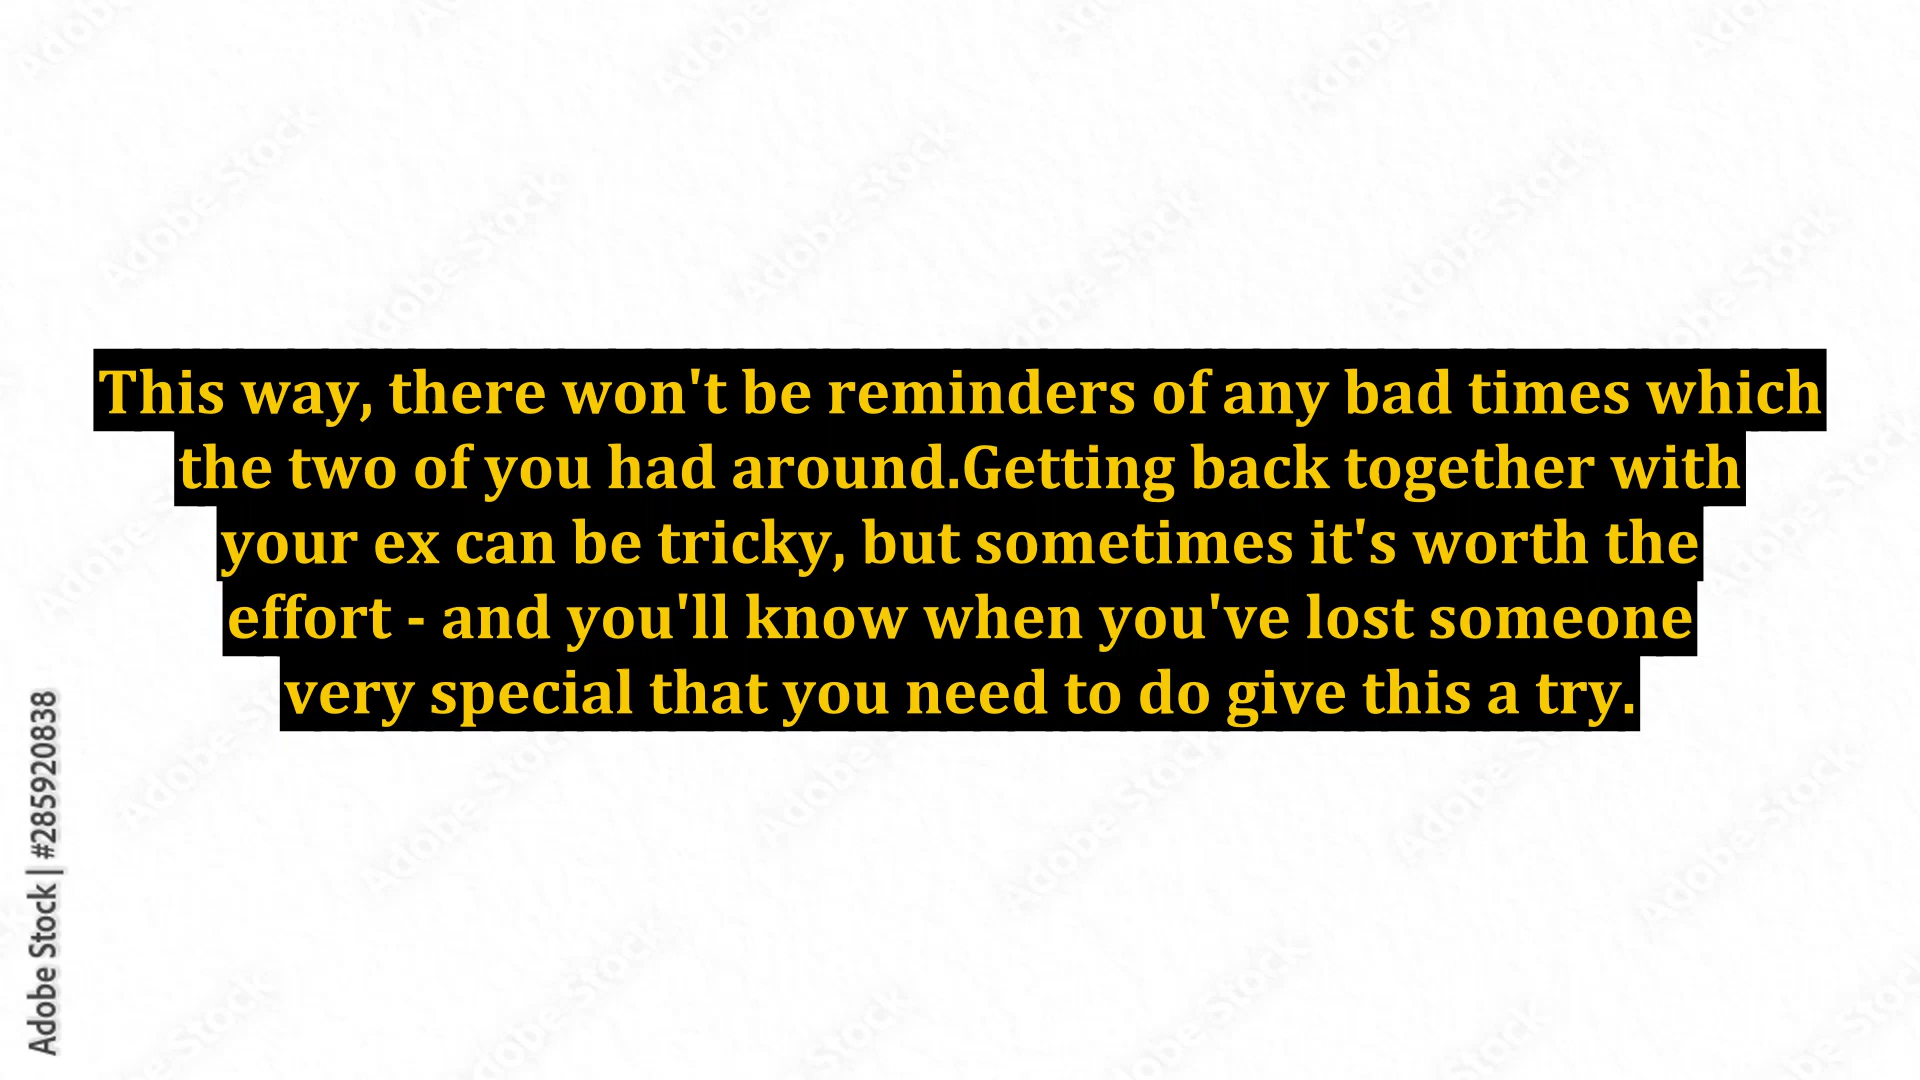 This way, there won't be reminders of any bad times which
the two of you had around.Getting back together with
your ex can be tricky, but sometimes it's worth the
effort - and you'll know when you've lost someone
very special that you need to do give this a try.
Adobe Stock | #285920838
Adobe Stock